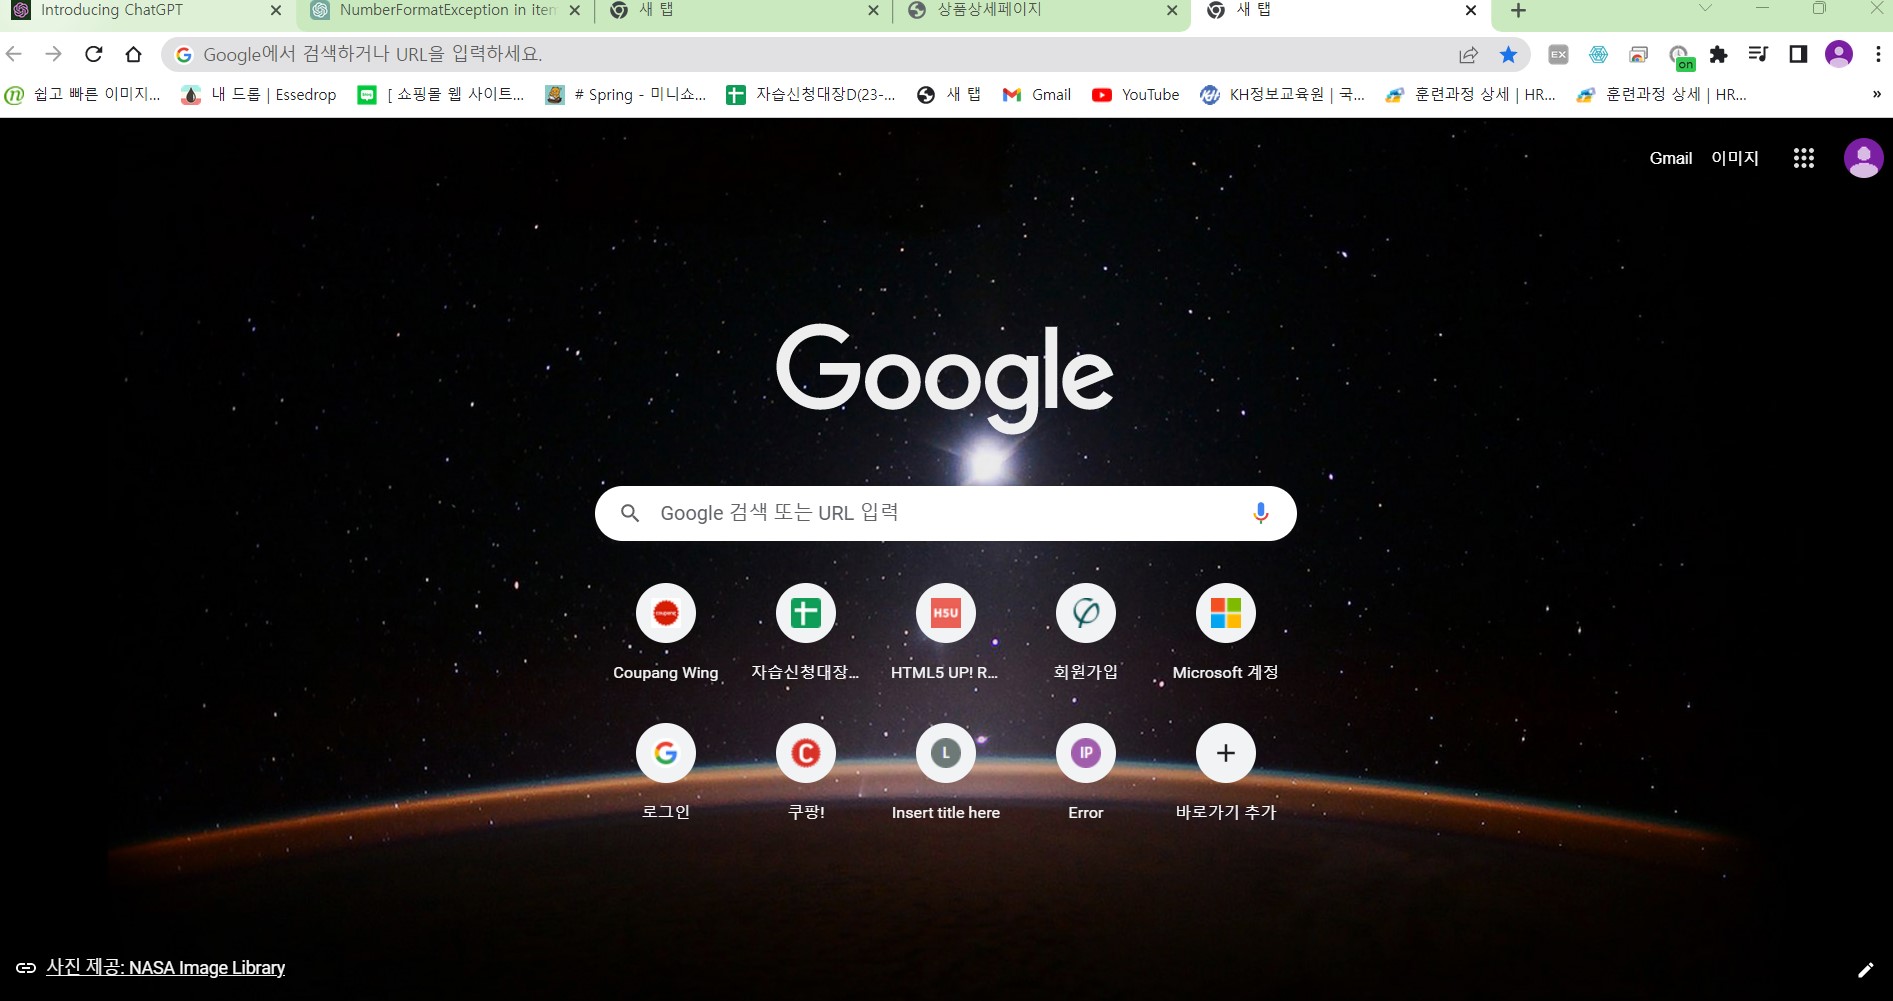 Introducing ChatGPT
NumberFormatException in iten
새 탭
상품상세페이지
새 탭
Google에서 검색하거나 URL을 입력하세요.
EX
on
쉽고 빠른 이미지...
내 드롭 | Essedrop
[ 쇼핑몰 웹 사이트...
# Spring - 미니쇼...
자습신청대장D(23-...
새 탭
Gmail
YouTube
KH정보교육원 | 국...
훈련과정 상세 | HR...
훈련과정 상세 | HR...
»
Gmail 이미지
Google
Google 검색 또는 URL 입력
coupang
HSU
Coupang Wing
자습신청대장...
HTML5 UP! R...
회원가입
Microsoft 계정
C
L
IP
로그인
쿠팡!
Insert title here
Error
바로가기 추가
사진 제공: NASA Image Library